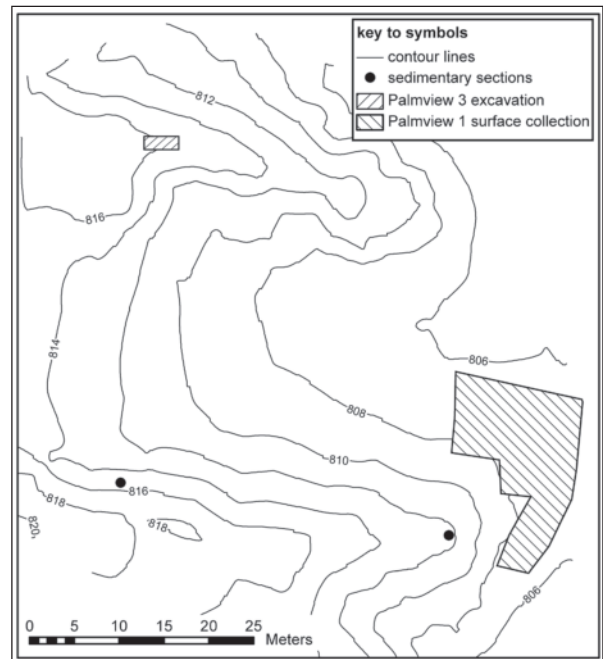 key to symbols
contour lines
sedimentary sections
Palmview 3 excavation
Palmview 1 surface collection
812
816
814
806
808
810
816
818
818
820
806
0 5 10 15 20 25
Meters